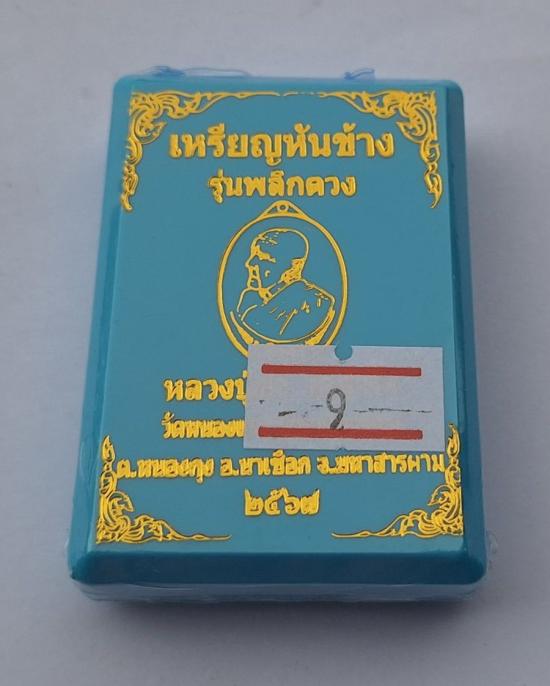 เหรียญหันข้าง
รุ่นพลิกดวง
9
ต.หนองกุง อ.นาเชือก จ.มหาสารคาม
๒๕๖๗